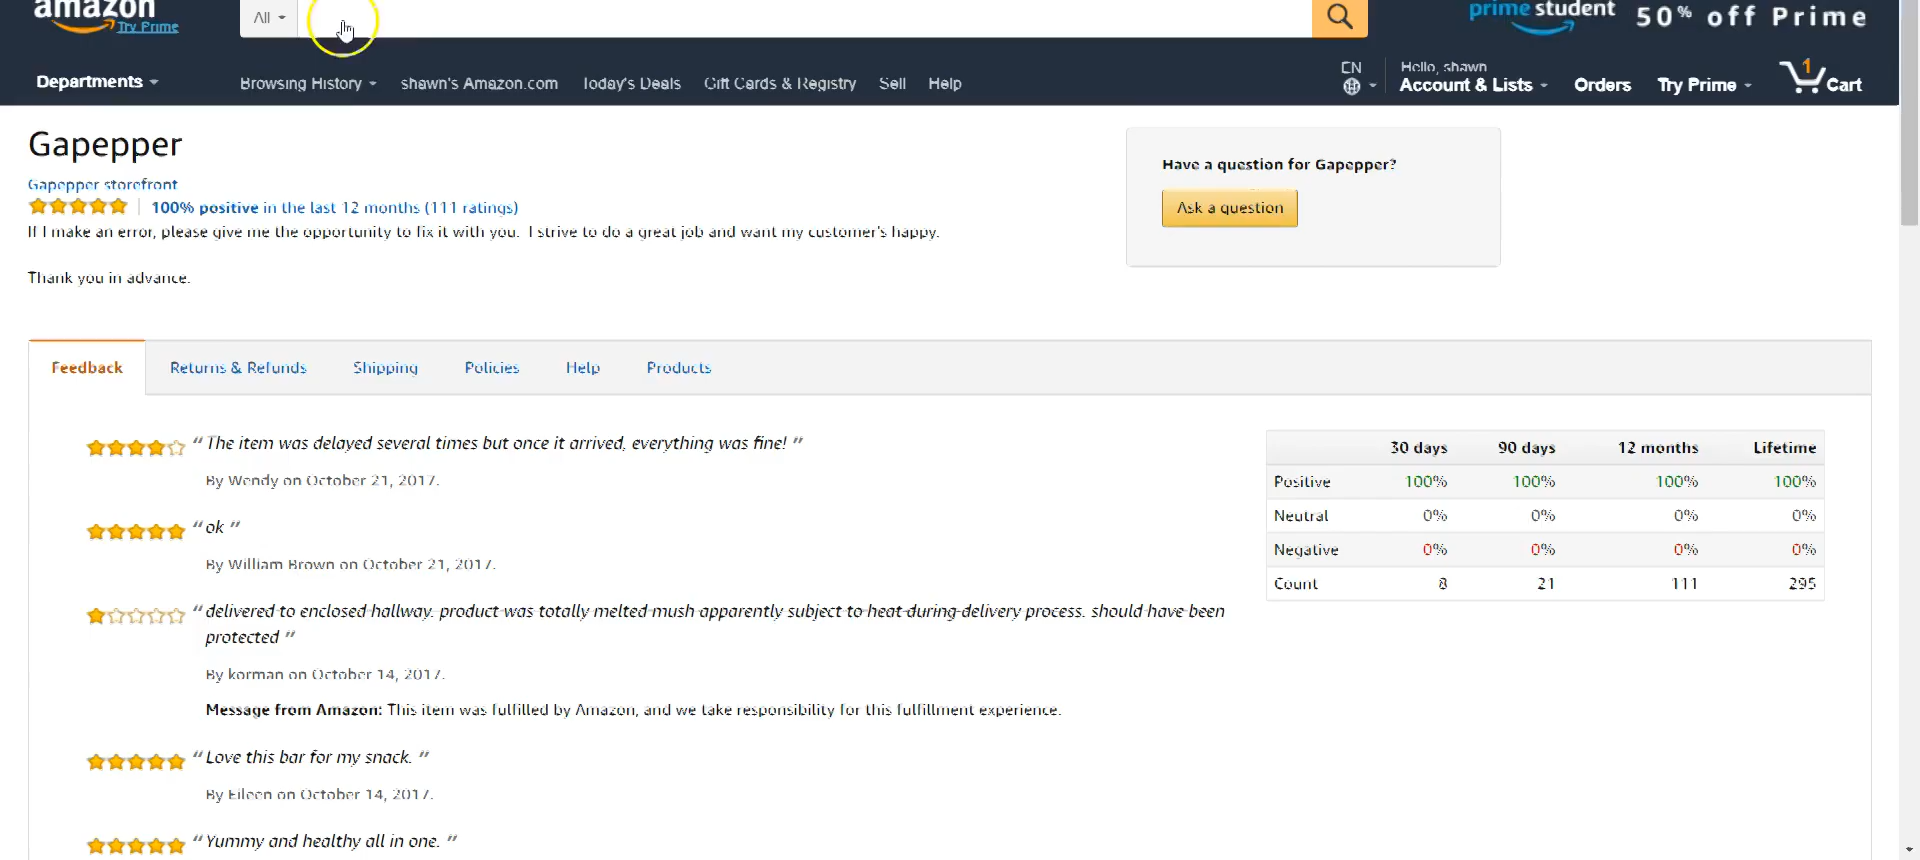 amazon
Try Prime
All
prime student 50% off Prime
Departments
Browsing History shawn's Amazon.com Today's Deals Gift Cards & Registry Sell Help
EN
Hello, shawn
Account & Lists
Orders
Try Prime
1
Cart
Gapepper
Gapepper storefront
100% positive in the last 12 months (111 ratings)
If I make an error, please give me the opportunity to fix it with you. I strive to do a great job and want my customer's happy.
Thank you in advance.
Have a question for Gapepper?
Ask a question
Feedback Returns & Refunds Shipping Policies Help Products
“ The item was delayed several times but once it arrived, everything was fine! ”
By Wendy on October 21, 2017.
“ ok ”
By William Brown on October 21, 2017.
“ delivered to enclosed hallway. product was totally melted mush apparently subject to heat during delivery process. should have been
protected ”
By korman on October 14, 2017.
Message from Amazon: This item was fulfilled by Amazon, and we take responsibility for this fulfillment experience.
“ Love this bar for my snack. ”
By Eileen on October 14, 2017.
“ Yummy and healthy all in one. ”
30 days 90 days 12 months Lifetime
Positive 100% 100% 100% 100%
Neutral 0% 0% 0% 0%
Negative 0% 0% 0% 0%
Count 8 21 111 295